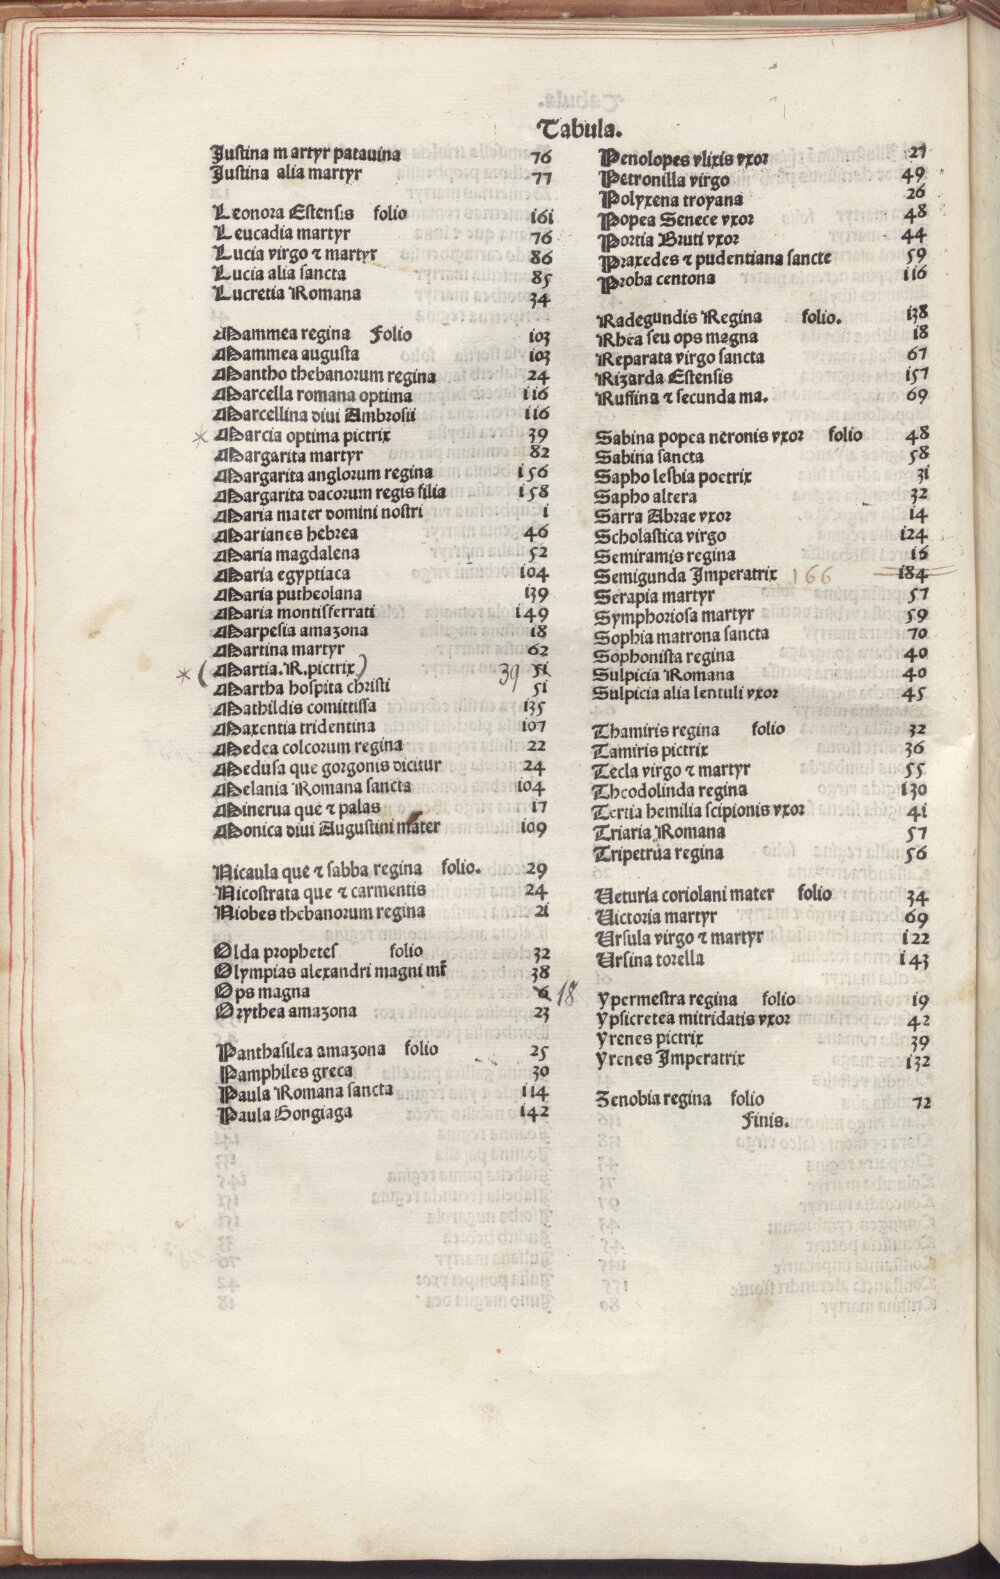 Tabula.
Justina martyr patauina 76
Justina alia martyr 77
Leonora Estensis folio 161
Leucadia martyr 76
Lucia virgo ⁊ martyr 86
Lucia alia sancta 85
Lucretia Romana 34
Mammea regina Folio 103
Mammea augusta 103
Mantho thebanorum regina 24
Marcella romana optima 116
Marcellina diui Ambrosii 116
* Marcia optima pictrix 39
Margarita martyr 82
Margarita anglorum regina 156
Margarita dacorum regis filia 158
Maria mater domini nostri 1
Marianes hebrea 46
Maria magdalena 52
Maria egyptiaca 104
Maria putheolana 139
Maria montisferrati 149
Marpesia amazona 18
Martina martyr 62
* (Martia .R. pictrix) 39 51
Martha hospita christi 51
Mathildis comittissa 135
Maxentia tridentina 107
Medea colcorum regina 22
Medusa que gorgonis dicitur 24
Melania Romana sancta 104
Minerua que ⁊ palas 17
Monica diui Augustini mater 109
Nicaula que ⁊ sabba regina folio. 29
Nicostrata que ⁊ carmentis 24
Niobes thebanorum regina 21
Olda prophetes folio 32
Olympias alexandri magni mr̄ 38
Ops magna 6 18
Orythea amazona 23
Panthasilea amazona folio 25
Pamphiles greca 30
Paula Romana sancta 114
Paula Gongiaga 142
Penolopes vlixis vxor 27
Petronilla virgo 49
Polyxena troyana 26
Popea Senece vxor 48
Portia Bruti vxor 44
Praxedes ⁊ pudentiana sancte 59
Proba centona 116
Radegundis Regina folio. 138
Rhea seu ops magna 18
Reparata virgo sancta 67
Rizarda Estensis 157
Ruffina ⁊ secunda ma. 69
Sabina popea neronis vxor folio 48
Sabina sancta 58
Sapho lesbia poetrix 31
Sapho altera 32
Sarra Abrae vxor 14
Scholastica virgo 124
Semiramis regina 16
Semigunda Imperatrix 166 184
Serapia martyr 57
Symphoriosa martyr 59
Sophia matrona sancta 70
Sophonista regina 40
Sulpicia Romana 40
Sulpicia alia lentuli vxor 45
Thamiris regina folio 32
Tamiris pictrix 36
Tecla virgo ⁊ martyr 55
Theodolinda regina 130
Tertia hemilia scipionis vxor 41
Triaria Romana 57
Tripetrua regina 56
Ueturia coriolani mater folio 34
Uictoria martyr 69
Ursula virgo ⁊ martyr 122
Ursina torella 143
Ypermestra regina folio 19
Ypsicretea mitridatis vxor 42
Yrenes pictrix 39
Yrenes Imperatrix 132
Zenobia regina folio 72
Finis.